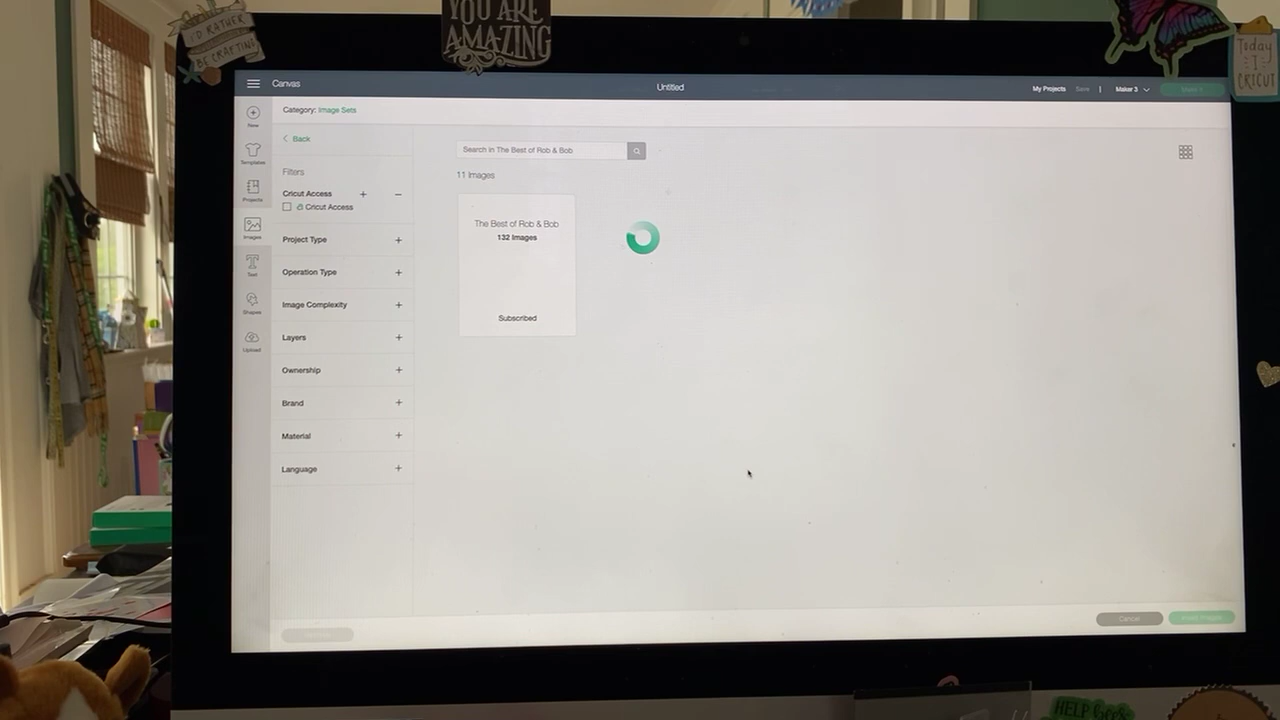 I'D RATHER
BE CRAFTING
YOU ARE
AMAZING
Today
I
CRICUT
Canvas
Untitled
My Projects Save | Maker 3
Category: Image Sets
New
Templates
Projects
Images
Text
Shapes
Upload
Back
Filters
Cricut Access + −
Cricut Access
Project Type +
Operation Type +
Image Complexity +
Layers +
Ownership +
Brand +
Material +
Language +
Search in The Best of Rob & Bob
11 Images
The Best of Rob & Bob
132 Images
Subscribed
Cancel
HELP